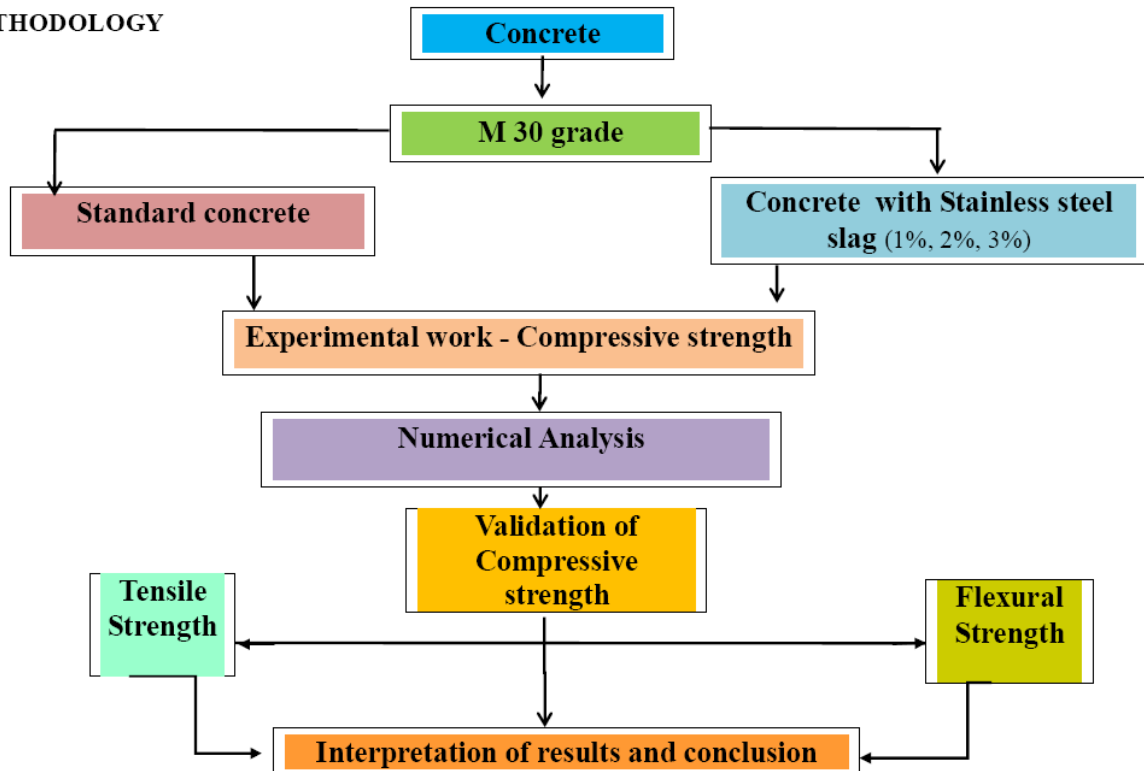 THODOLOGY
Concrete
M 30 grade
Standard concrete
Concrete with Stainless steel
slag (1%, 2%, 3%)
Experimental work - Compressive strength
Numerical Analysis
Validation of
Compressive
strength
Tensile
Strength
Flexural
Strength
Interpretation of results and conclusion